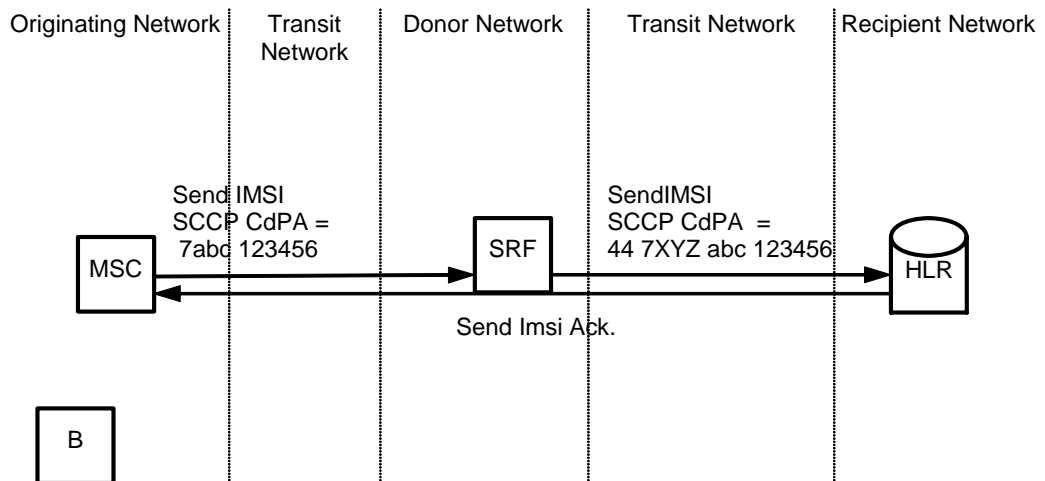 Originating Network
Transit
Network
Donor Network
Transit Network
Recipient Network
Send IMSI
SCCP CdPA =
7abc 123456
SendIMSI
SCCP CdPA =
44 7XYZ abc 123456
MSC
SRF
HLR
Send Imsi Ack.
B